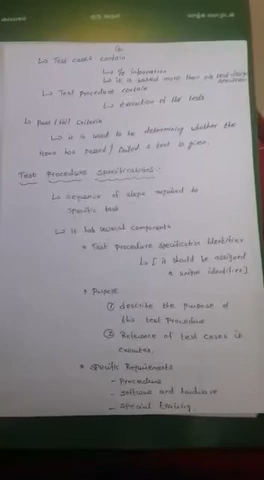 ↳ Test cases contain
↳ i/p information
↳ it is called more than one test design
↳ Test procedure contain
↳ execution of the tests
↳ Pass / fail criteria
↳ it is used to be determining whether the
item has passed / failed a test is given.
Test Procedure Specifications:
↳ sequence of steps required to
specific task
↳ It has several components
* Test procedure specification Identifier
↳ [it should be assigned
a unique identifier]
* Purpose
① describe the purpose of
this test procedure
② Reference of test cases is
executes.
* Specific Requirements
- Procedure
- software and hardware
- special training